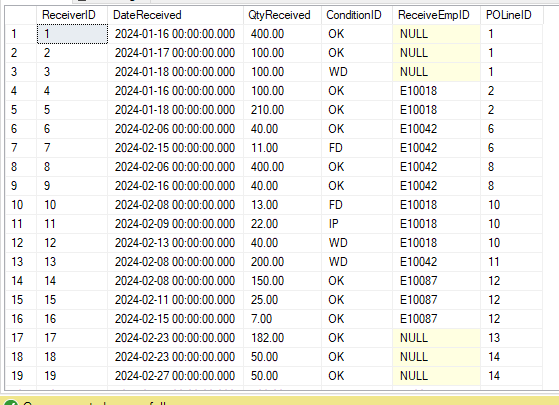 ReceiverID DateReceived QtyReceived ConditionID ReceiveEmpID POLineID
1 1 2024-01-16 00:00:00.000 400.00 OK NULL 1
2 2 2024-01-17 00:00:00.000 100.00 OK NULL 1
3 3 2024-01-18 00:00:00.000 100.00 WD NULL 1
4 4 2024-01-16 00:00:00.000 100.00 OK E10018 2
5 5 2024-01-18 00:00:00.000 210.00 OK E10018 2
6 6 2024-02-06 00:00:00.000 40.00 OK E10042 6
7 7 2024-02-15 00:00:00.000 11.00 FD E10042 6
8 8 2024-02-06 00:00:00.000 400.00 OK E10042 8
9 9 2024-02-16 00:00:00.000 40.00 OK E10042 8
10 10 2024-02-08 00:00:00.000 13.00 FD E10018 10
11 11 2024-02-09 00:00:00.000 22.00 IP E10018 10
12 12 2024-02-13 00:00:00.000 40.00 WD E10018 10
13 13 2024-02-08 00:00:00.000 200.00 WD E10042 11
14 14 2024-02-08 00:00:00.000 150.00 OK E10087 12
15 15 2024-02-11 00:00:00.000 25.00 OK E10087 12
16 16 2024-02-15 00:00:00.000 7.00 OK E10087 12
17 17 2024-02-23 00:00:00.000 182.00 OK NULL 13
18 18 2024-02-23 00:00:00.000 50.00 OK NULL 14
19 19 2024-02-27 00:00:00.000 50.00 OK NULL 14